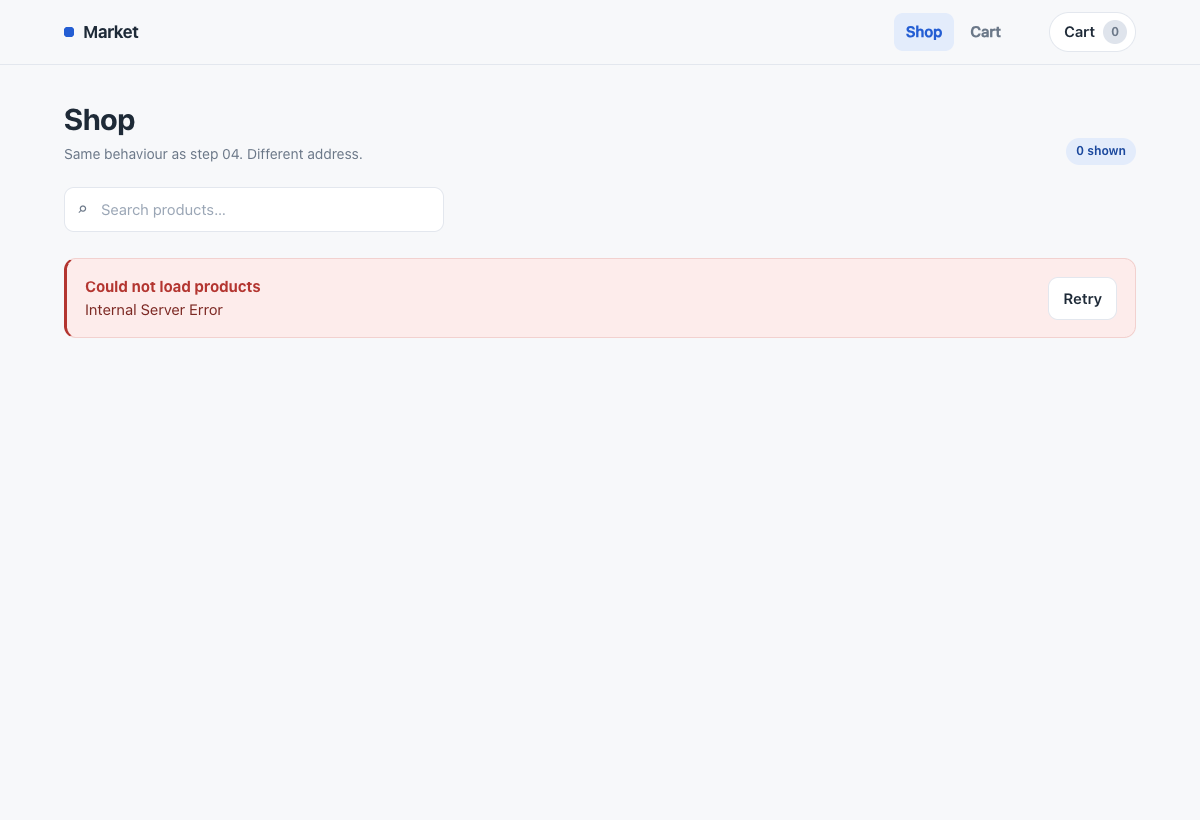 Market
Shop
Cart
Cart 0
Shop
Same behaviour as step 04. Different address.
0 shown
Search products...
Could not load products
Internal Server Error
Retry